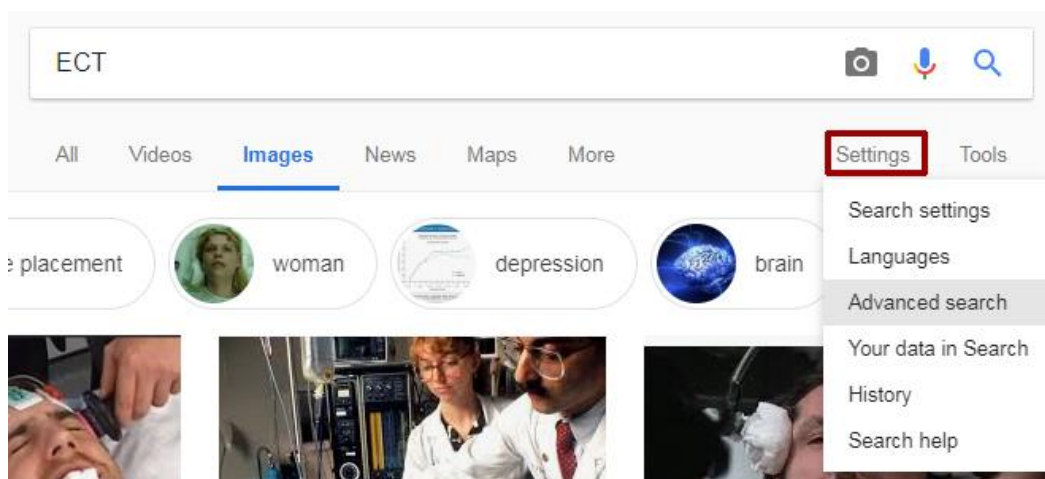 ECT
All Videos Images News Maps More Settings Tools
Search settings
Languages
Advanced search
Your data in Search
History
Search help
e placement woman depression brain